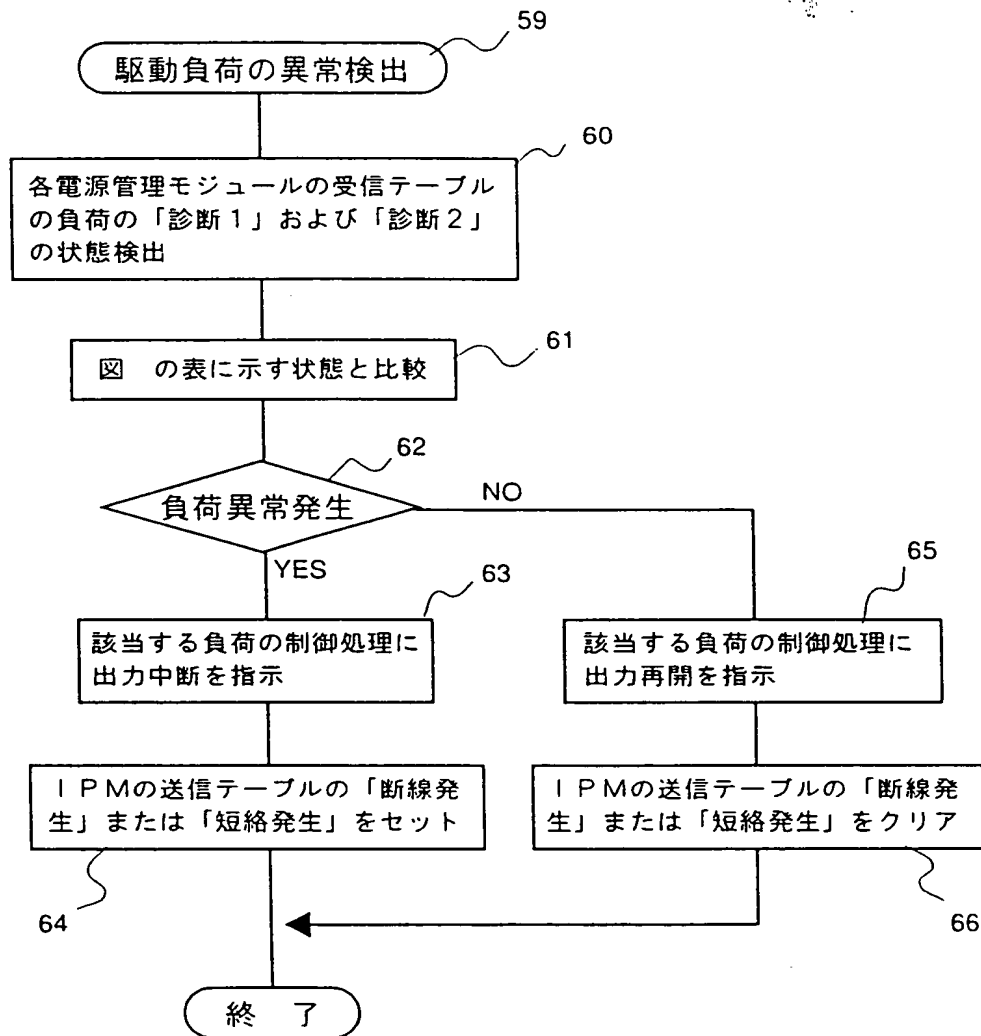 59
駆動負荷の異常検出
60
各電源管理モジュールの受信テーブル
の負荷の「診断１」および「診断２」
の状態検出
61
図　の表に示す状態と比較
62
負荷異常発生
NO
YES
63
該当する負荷の制御処理に
出力中断を指示
65
該当する負荷の制御処理に
出力再開を指示
ＩＰＭの送信テーブルの「断線発
生」または「短絡発生」をセット
64
ＩＰＭの送信テーブルの「断線発
生」または「短絡発生」をクリア
66
終　了